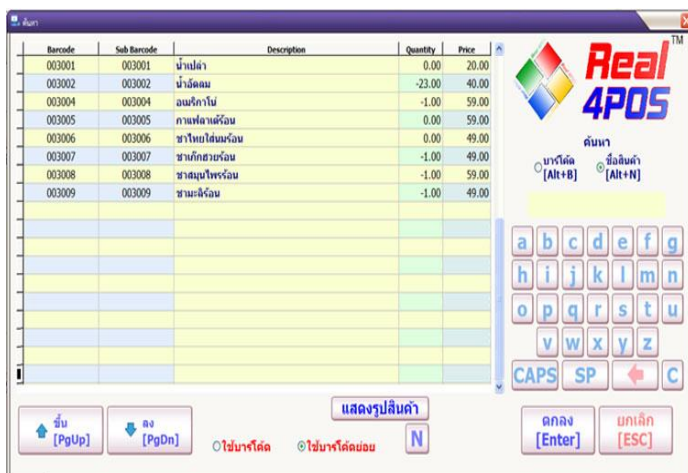 ค้นหา
Barcode Sub Barcode Description Quantity Price
003001 003001 น้ำเปล่า 0.00 20.00
003002 003002 น้ำอัดลม -23.00 40.00
003004 003004 อเมริกาโน่ -1.00 59.00
003005 003005 กาแฟลาเต้ร้อน 0.00 59.00
003006 003006 ชาไทยใส่นมร้อน 0.00 49.00
003007 003007 ชาเก๊กฮวยร้อน -1.00 49.00
003008 003008 ชาสมุนไพรร้อน -1.00 59.00
003009 003009 ชามะลิร้อน -1.00 49.00
Real TM
4POS
ค้นหา
บาร์โค้ด ชื่อสินค้า
[Alt+B] [Alt+N]
a b c d e f g
h i j k l m n
o p q r s t u
v w x y z
CAPS SP C
ขึ้น
[PgUp]
ลง
[PgDn]
ใช้บาร์โค้ด ใช้บาร์โค้ดย่อย
แสดงรูปสินค้า
N
ตกลง
[Enter]
ยกเลิก
[ESC]